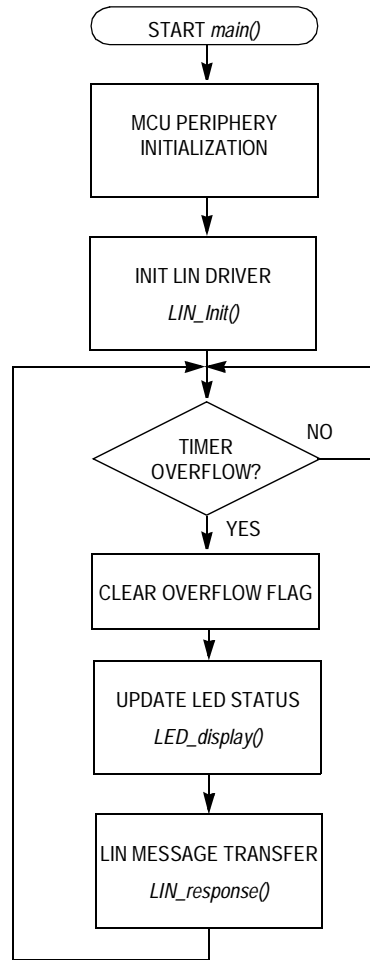 START main()
MCU PERIPHERY
INITIALIZATION
INIT LIN DRIVER
LIN_Init()
TIMER
OVERFLOW?
NO
YES
CLEAR OVERFLOW FLAG
UPDATE LED STATUS
LED_display()
LIN MESSAGE TRANSFER
LIN_response()